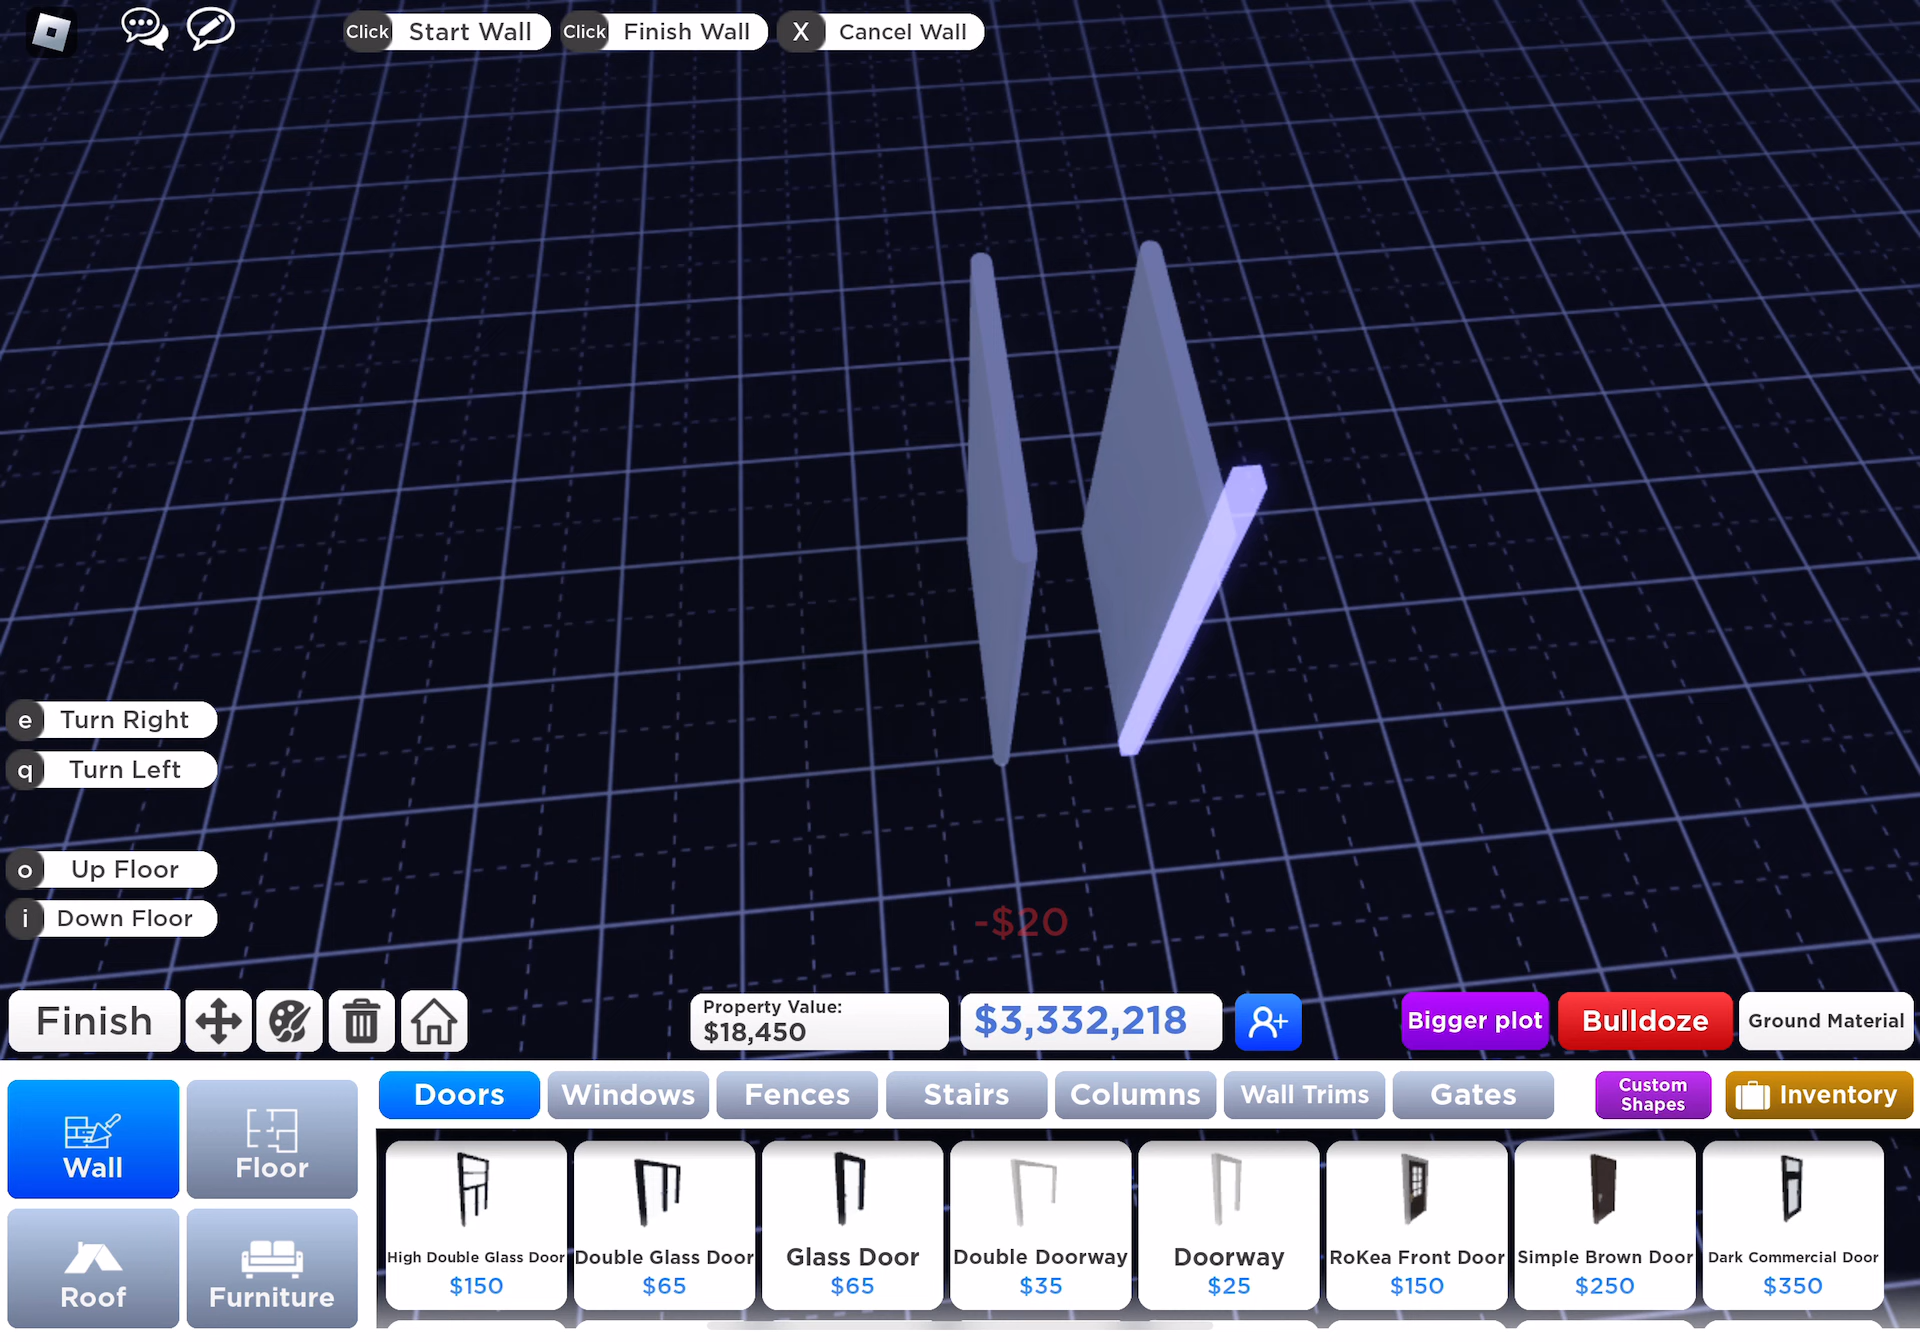 Click Start Wall Click Finish Wall X Cancel Wall
e Turn Right
q Turn Left
o Up Floor
i Down Floor
-$20
Finish
Property Value:
$18,450
$3,332,218
Bigger plot
Bulldoze
Ground Material
Wall
Floor
Roof
Furniture
Doors Windows Fences Stairs Columns Wall Trims Gates
Custom
Shapes
Inventory
High Double Glass Door
$150
Double Glass Door
$65
Glass Door
$65
Double Doorway
$35
Doorway
$25
RoKea Front Door
$150
Simple Brown Door
$250
Dark Commercial Door
$350